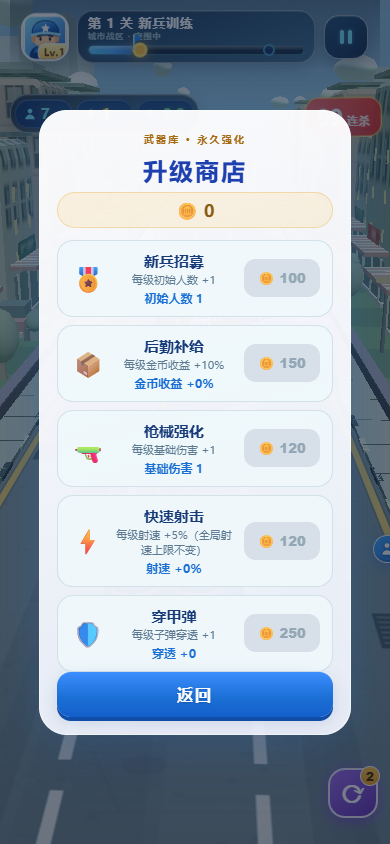 第 1 关 新兵训练
Lv.1
城市战区
7
连杀
武器库 • 永久强化
升级商店
0
新兵招募
每级初始人数 +1
初始人数 1
100
后勤补给
每级金币收益 +10%
金币收益 +0%
150
枪械强化
每级基础伤害 +1
基础伤害 1
120
快速射击
每级射速 +5%（全局射
速上限不变）
射速 +0%
120
穿甲弹
每级子弹穿透 +1
穿透 +0
250
返回
2